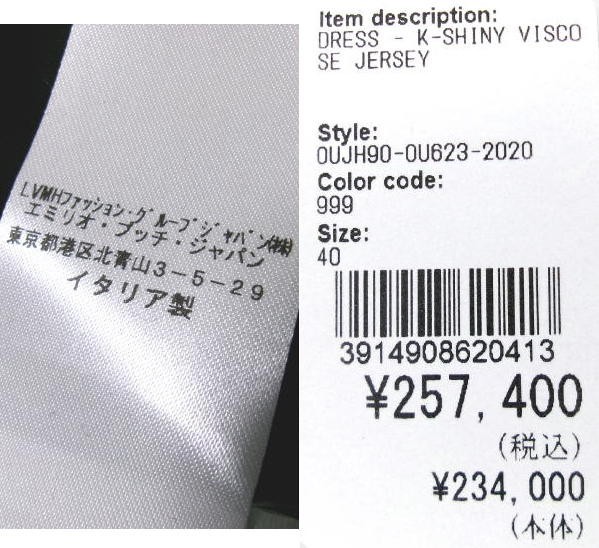 LVMHファッション・グループジャパン(株)
エミリオ・プッチ・ジャパン
東京都港区北青山3-5-29
イタリア製
Item description:
DRESS - K-SHINY VISCO
SE JERSEY
Style:
0UJH90-0U623-2020
Color code:
999
Size:
40
3914908620413
¥257,400
(税込)
¥234,000
(本体)